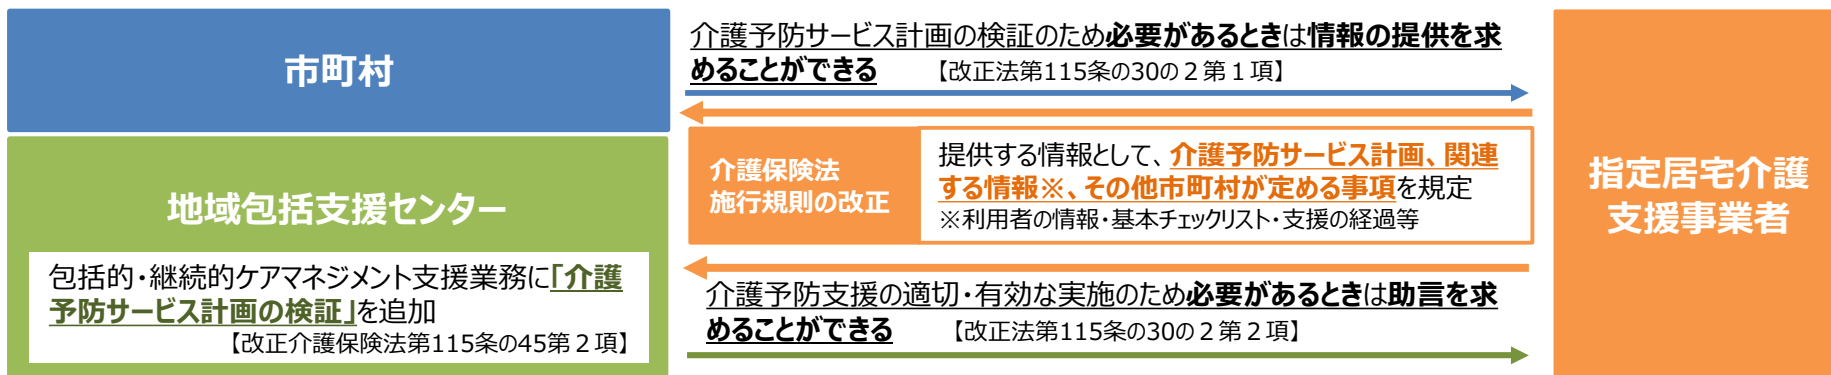 市町村
地域包括支援センター
包括的・継続的ケアマネジメント支援業務に「介護
予防サービス計画の検証」を追加
【改正介護保険法第115条の45第２項】
介護予防サービス計画の検証のため必要があるときは情報の提供を求
めることができる　【改正法第115条の30の２第１項】
介護保険法
施行規則の改正
提供する情報として、介護予防サービス計画、関連
する情報※、その他市町村が定める事項を規定
※利用者の情報・基本チェックリスト・支援の経過等
介護予防支援の適切・有効な実施のため必要があるときは助言を求
めることができる　【改正法第115条の30の２第２項】
指定居宅介護
支援事業者